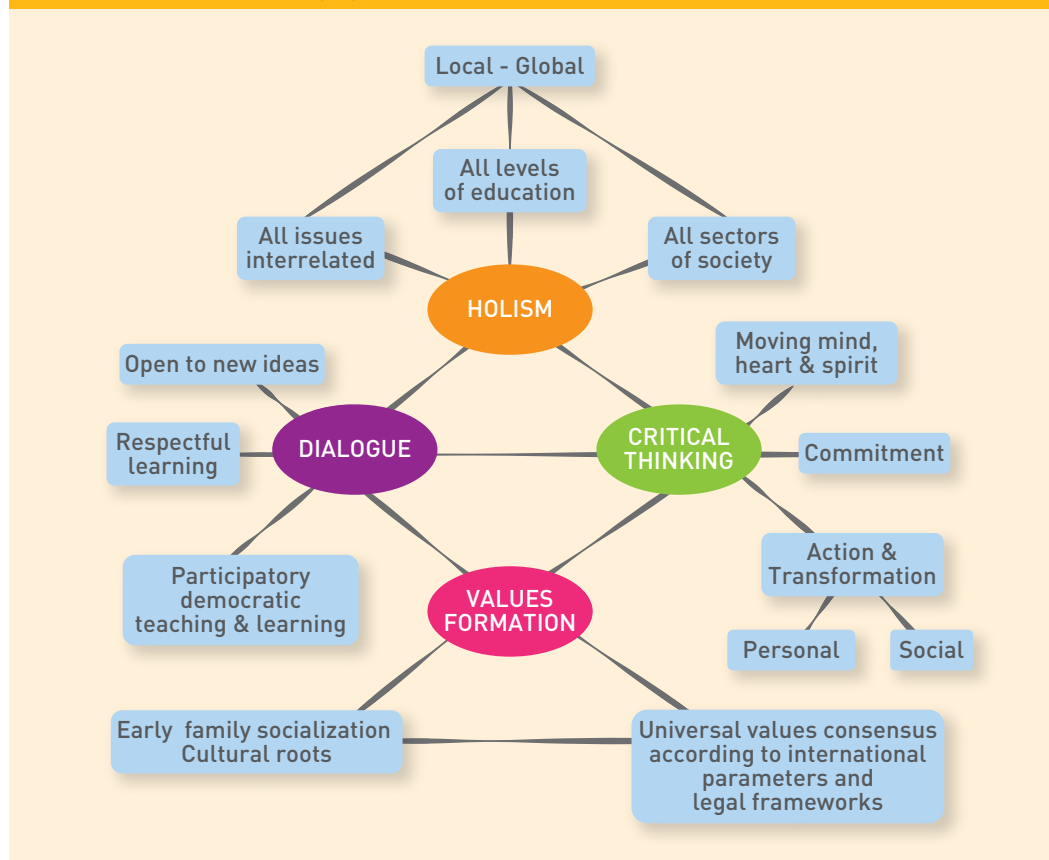 Local - Global
All levels
of education
All issues
interrelated
All sectors
of society
HOLISM
Moving mind,
heart & spirit
Open to new ideas
Respectful
learning
DIALOGUE
CRITICAL
THINKING
Commitment
Action &
Transformation
Participatory
democratic
teaching & learning
VALUES
FORMATION
Personal
Social
Early family socialization
Cultural roots
Universal values consensus
according to international
parameters and
legal frameworks